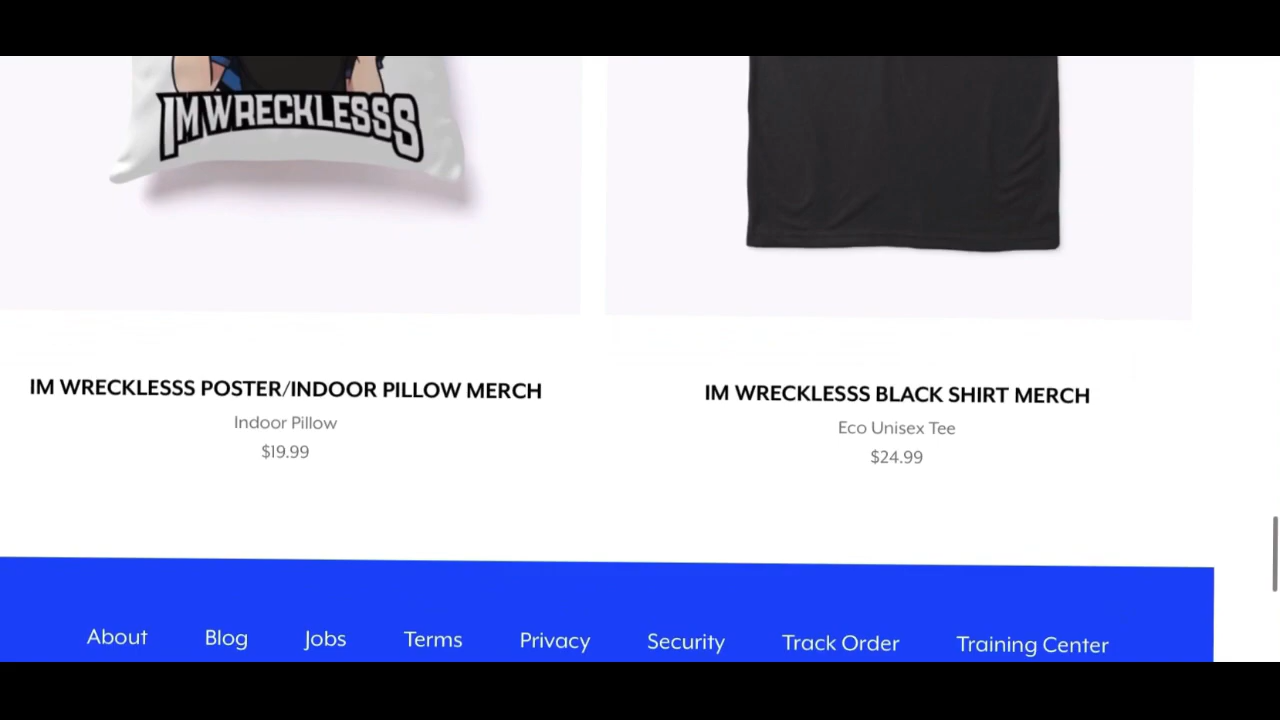 IMWRECKLESSS
IM WRECKLESSS POSTER/INDOOR PILLOW MERCH
Indoor Pillow
$19.99
IM WRECKLESSS BLACK SHIRT MERCH
Eco Unisex Tee
$24.99
About Blog Jobs Terms Privacy Security Track Order Training Center